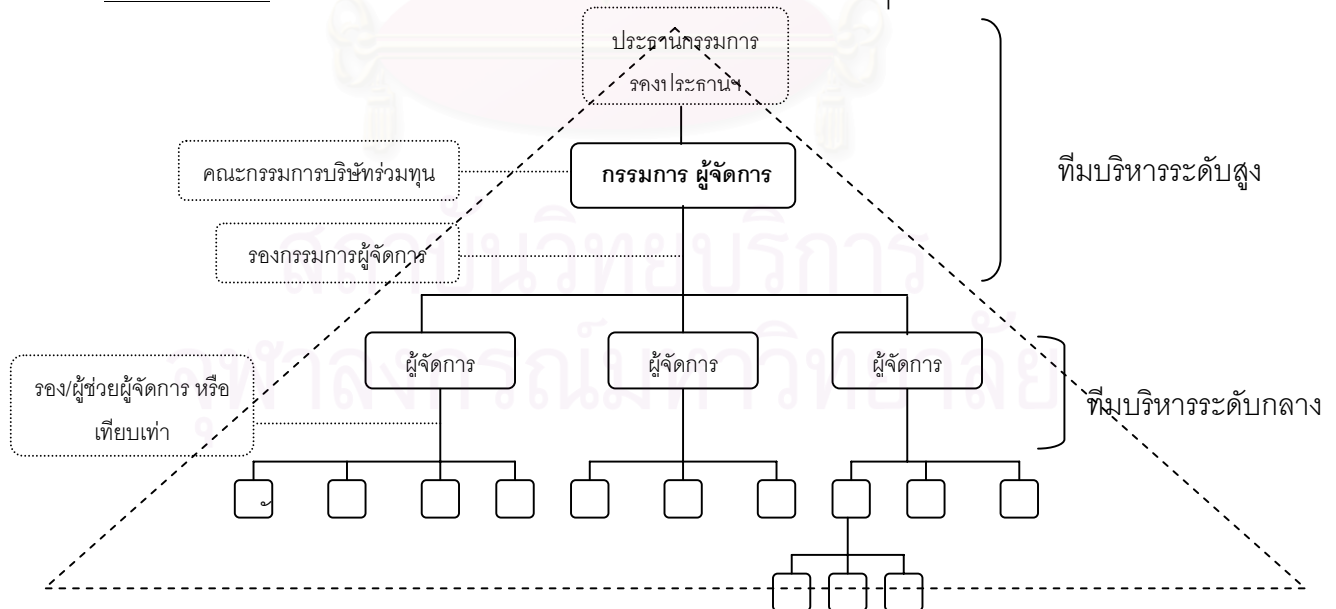 ประธานกรรมการ
รองประธานฯ
คณะกรรมการบริษัทร่วมทุน
กรรมการ ผู้จัดการ
ทีมบริหารระดับสูง
รองกรรมการผู้จัดการ
สถาบันวิทยบริการ
ผู้จัดการ
ผู้จัดการ
ผู้จัดการ
จุฬาลงกรณ์มหาวิทยาลัย
รอง/ผู้ช่วยผู้จัดการ หรือ
เทียบเท่า
ทีมบริหารระดับกลาง